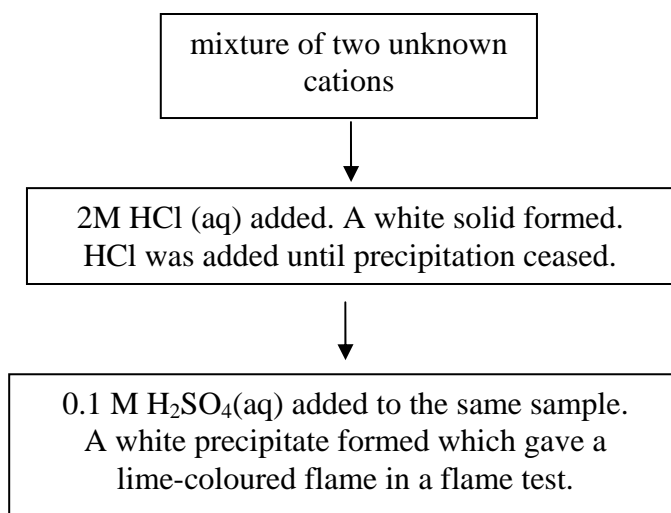 mixture of two unknown
cations
2M HCl (aq) added. A white solid formed.
HCl was added until precipitation ceased.
0.1 M H₂SO₄(aq) added to the same sample.
A white precipitate formed which gave a
lime-coloured flame in a flame test.